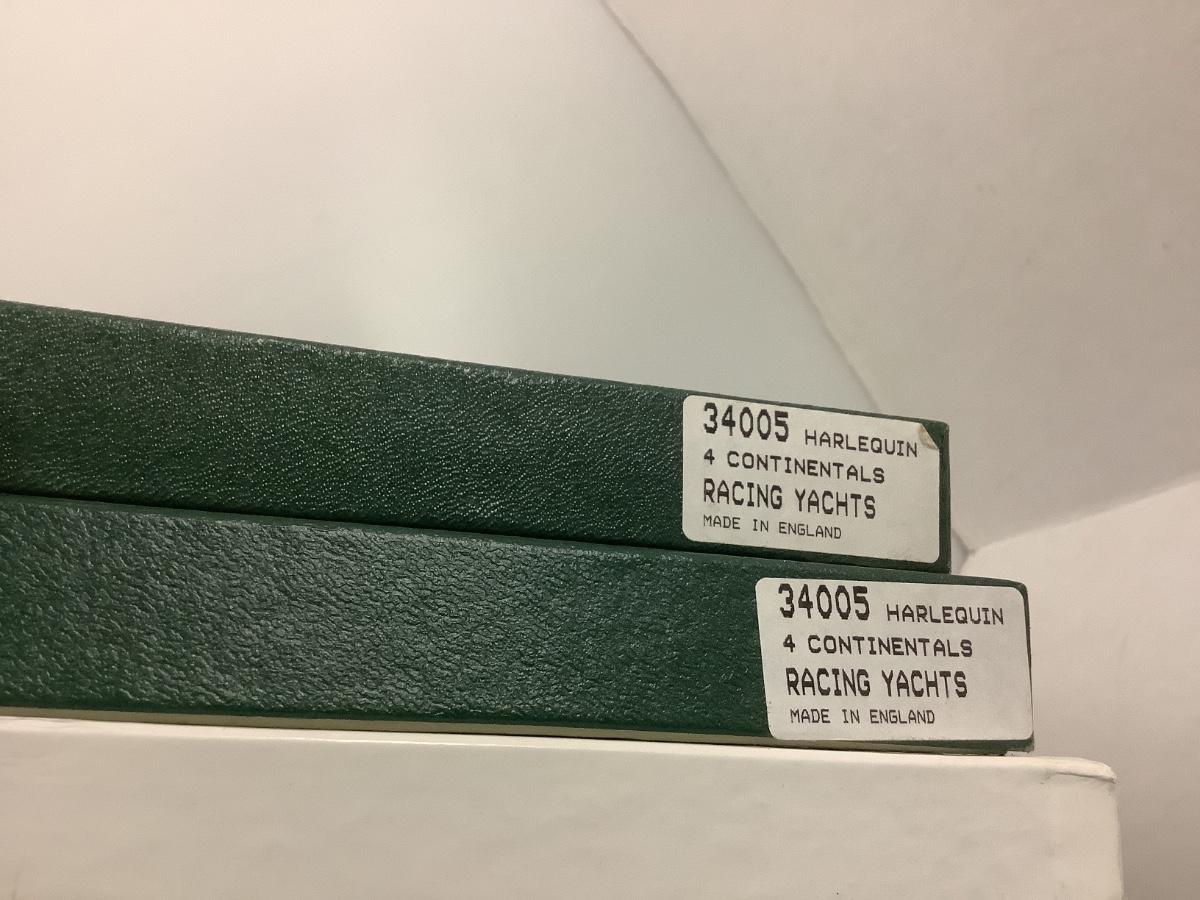 34005 HARLEQUIN
4 CONTINENTALS
RACING YACHTS
MADE IN ENGLAND
34005 HARLEQUIN
4 CONTINENTALS
RACING YACHTS
MADE IN ENGLAND